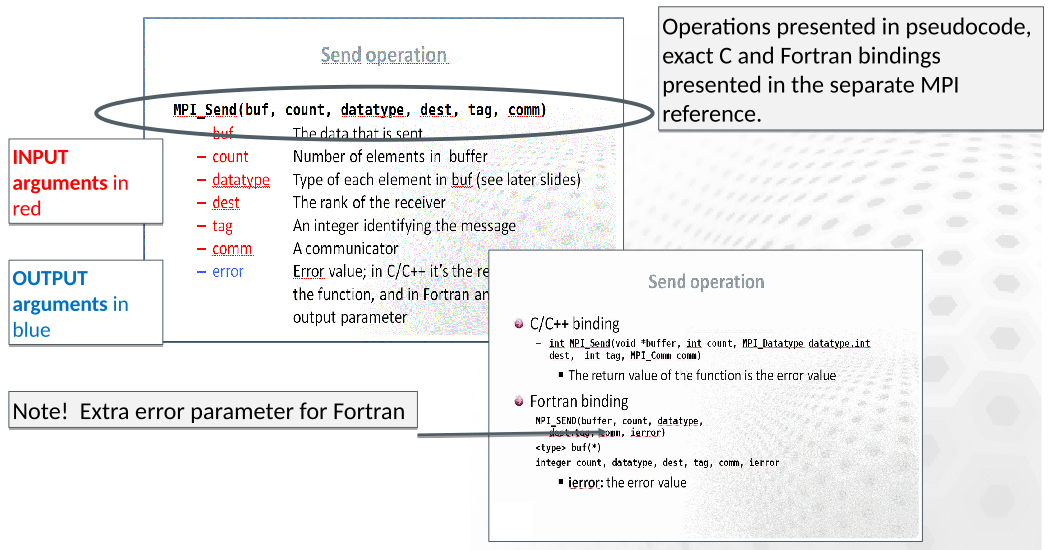 Operations presented in pseudocode,
exact C and Fortran bindings
presented in the separate MPI
reference.
Send operation
MPI_Send(buf, count, datatype, dest, tag, comm)
– buf The data that is sent
– count Number of elements in buffer
– datatype Type of each element in buf (see later slides)
– dest The rank of the receiver
– tag An integer identifying the message
– comm A communicator
– error Error value; in C/C++ it's the re
the function, and in Fortran an
output parameter
INPUT
arguments in
red
OUTPUT
arguments in
blue
Note! Extra error parameter for Fortran
Send operation
C/C++ binding
– int MPI_Send(void *buffer, int count, MPI_Datatype datatype,int
dest, int tag, MPI_Comm comm)
▪ The return value of the function is the error value
Fortran binding
MPI_SEND(buffer, count, datatype,
dest,tag, comm, ierror)
<type> buf(*)
integer count, datatype, dest, tag, comm, ierror
▪ ierror: the error value